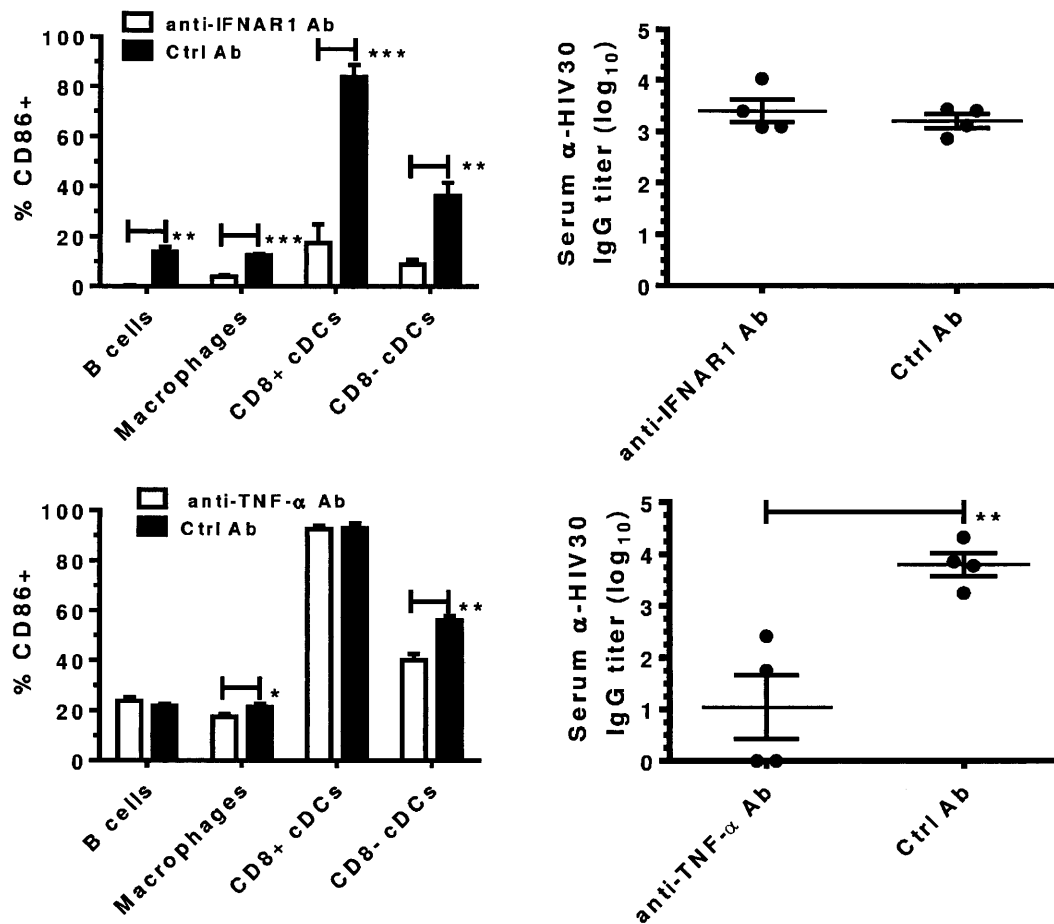 anti-IFNAR1 Ab
Ctrl Ab
% CD86+
100
80
60
40
20
0
**
***
***
**
B cells
Macrophages
CD8+ cDCs
CD8- cDCs
Serum α-HIV30
IgG titer (log10)
5
4
3
2
1
0
anti-IFNAR1 Ab
Ctrl Ab
anti-TNF-α Ab
Ctrl Ab
% CD86+
100
80
60
40
20
0
*
**
B cells
Macrophages
CD8+ cDCs
CD8- cDCs
Serum α-HIV30
IgG titer (log10)
5
4
3
2
1
0
**
anti-TNF-α Ab
Ctrl Ab